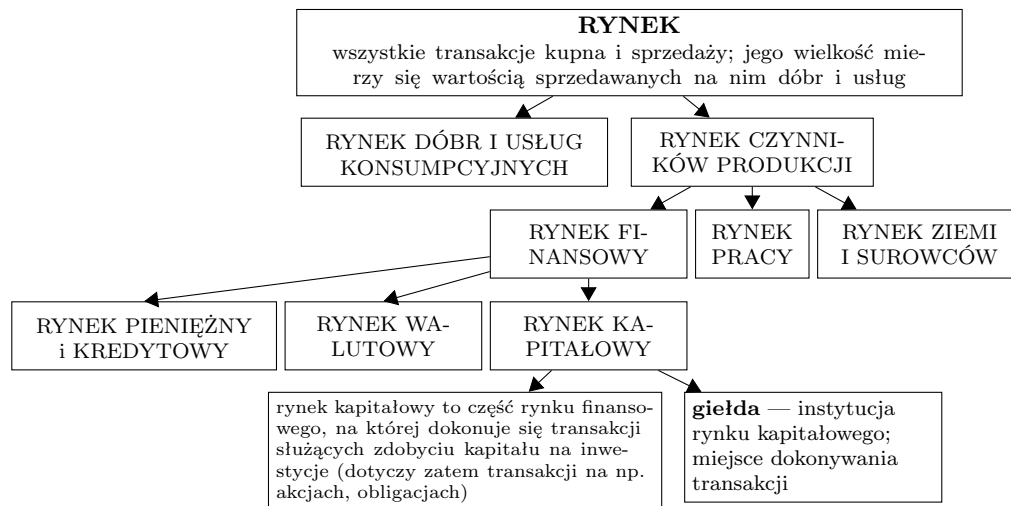 RYNEK
wszystkie transakcje kupna i sprzedaży; jego wielkość mie-
rzy się wartością sprzedawanych na nim dóbr i usług
RYNEK DÓBR I USŁUG
KONSUMPCYJNYCH
RYNEK CZYNNI-
KÓW PRODUKCJI
RYNEK FI-
NANSOWY
RYNEK
PRACY
RYNEK ZIEMI
I SUROWCÓW
RYNEK PIENIĘŻNY
i KREDYTOWY
RYNEK WA-
LUTOWY
RYNEK KA-
PITAŁOWY
rynek kapitałowy to część rynku finanso-
wego, na której dokonuje się transakcji
służących zdobyciu kapitału na inwe-
stycje (dotyczy zatem transakcji na np.
akcjach, obligacjach)
giełda — instytucja
rynku kapitałowego;
miejsce dokonywania
transakcji